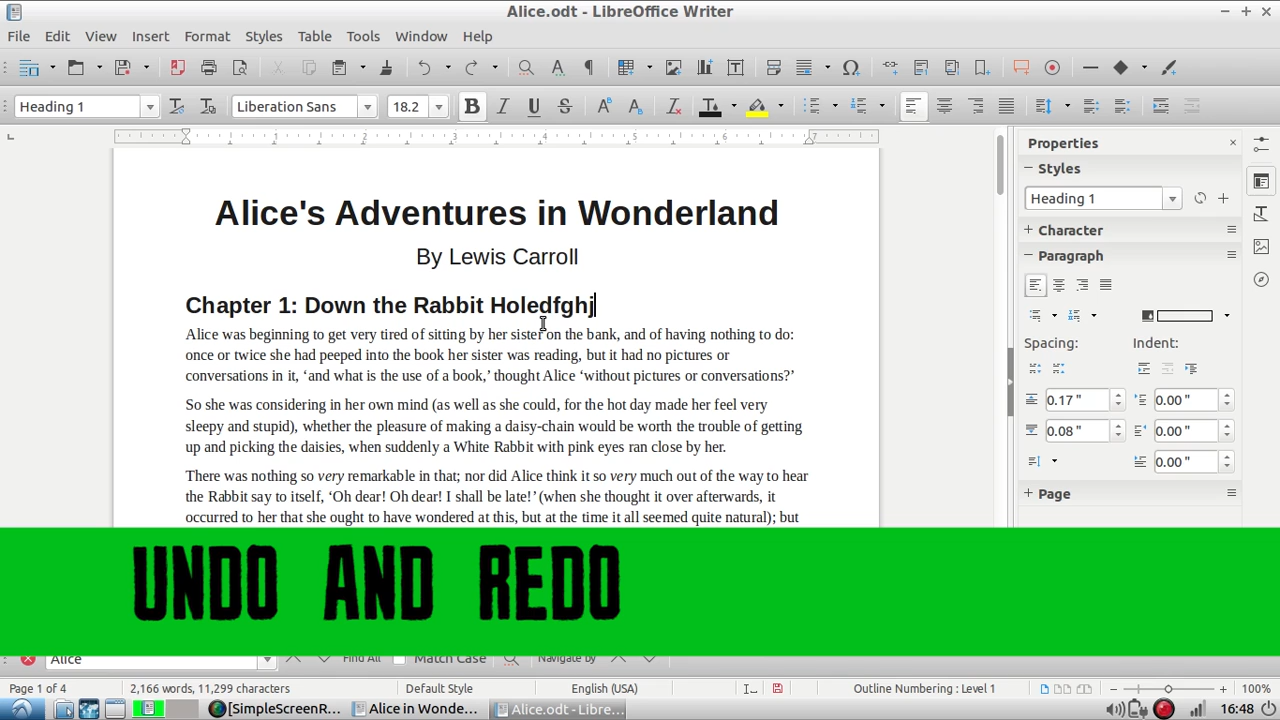 Alice.odt - LibreOffice Writer
File Edit View Insert Format Styles Table Tools Window Help
Heading 1 Liberation Sans 18.2
1 2 3 4 5 6 7
Properties
Styles
Heading 1
Character
Paragraph
Spacing: Indent:
0.17 " 0.00 "
0.08 " 0.00 "
0.00 "
Page
Alice's Adventures in Wonderland
By Lewis Carroll
Chapter 1: Down the Rabbit Holedfghj
Alice was beginning to get very tired of sitting by her sister on the bank, and of having nothing to do:
once or twice she had peeped into the book her sister was reading, but it had no pictures or
conversations in it, ‘and what is the use of a book,’ thought Alice ‘without pictures or conversations?’
So she was considering in her own mind (as well as she could, for the hot day made her feel very
sleepy and stupid), whether the pleasure of making a daisy-chain would be worth the trouble of getting
up and picking the daisies, when suddenly a White Rabbit with pink eyes ran close by her.
There was nothing so very remarkable in that; nor did Alice think it so very much out of the way to hear
the Rabbit say to itself, ‘Oh dear! Oh dear! I shall be late!’ (when she thought it over afterwards, it
occurred to her that she ought to have wondered at this, but at the time it all seemed quite natural); but
UNDO AND REDO
Alice Find All Match Case Navigate By
Page 1 of 4 2,166 words, 11,299 characters Default Style English (USA) Outline Numbering : Level 1 100%
[SimpleScreenR... Alice in Wonde... Alice.odt - Libre... 16:48